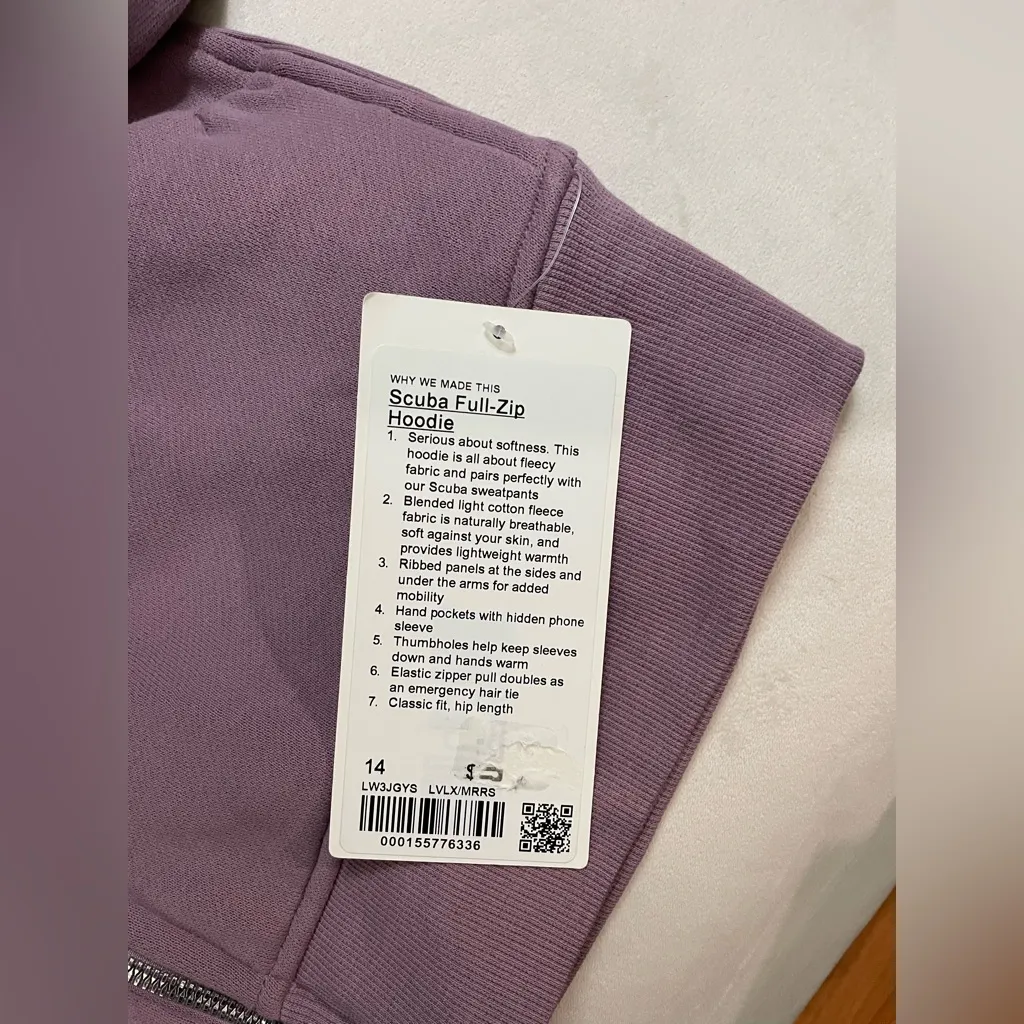 WHY WE MADE THIS
Scuba Full-Zip
Hoodie
1. Serious about softness. This
hoodie is all about fleecy
fabric and pairs perfectly with
our Scuba sweatpants
2. Blended light cotton fleece
fabric is naturally breathable,
soft against your skin, and
provides lightweight warmth
3. Ribbed panels at the sides and
under the arms for added
mobility
4. Hand pockets with hidden phone
sleeve
5. Thumbholes help keep sleeves
down and hands warm
6. Elastic zipper pull doubles as
an emergency hair tie
7. Classic fit, hip length
14
LW3JGYS LVLX/MRRS
000155776336